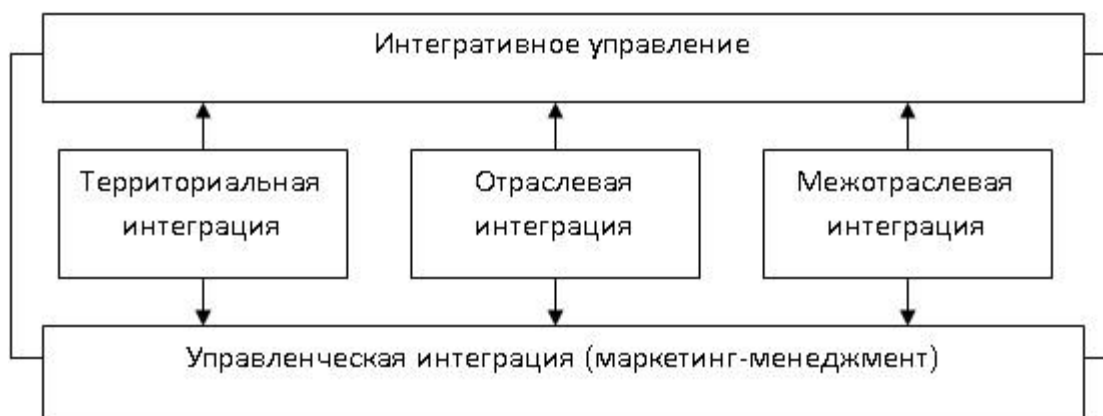 Интегративное управление
Территориальная
интеграция
Отраслевая
интеграция
Межотраслевая
интеграция
Управленческая интеграция (маркетинг-менеджмент)